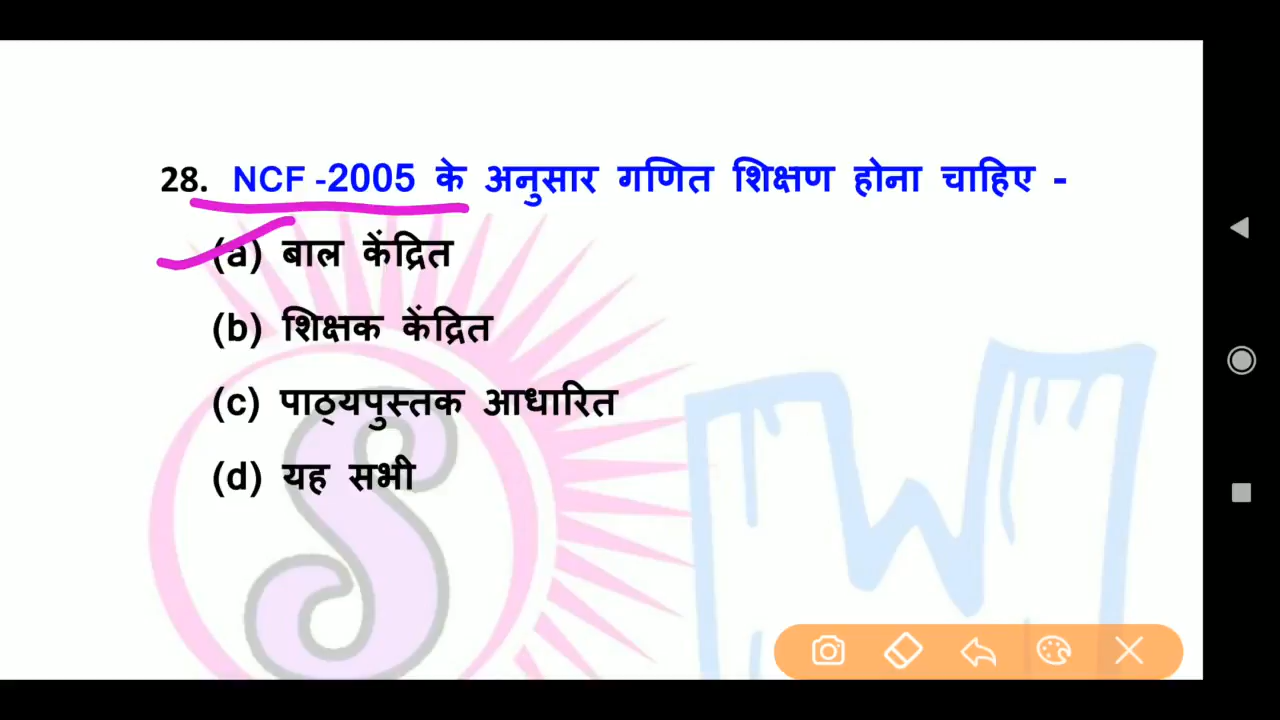 28. NCF -2005 के अनुसार गणित शिक्षण होना चाहिए -
(a) बाल केंद्रित
(b) शिक्षक केंद्रित
(c) पाठ्यपुस्तक आधारित
(d) यह सभी
S W